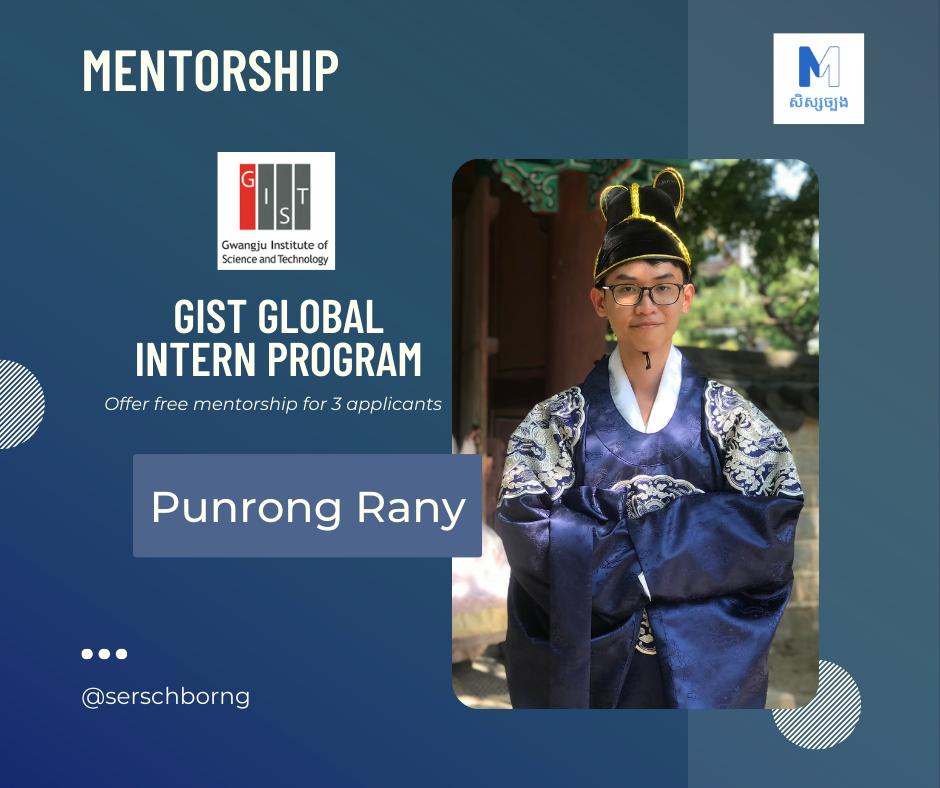 MENTORSHIP
M
សិស្សច្បង
GIST
Gwangju Institute of
Science and Technology
GIST GLOBAL
INTERN PROGRAM
Offer free mentorship for 3 applicants
Punrong Rany
@serschborng